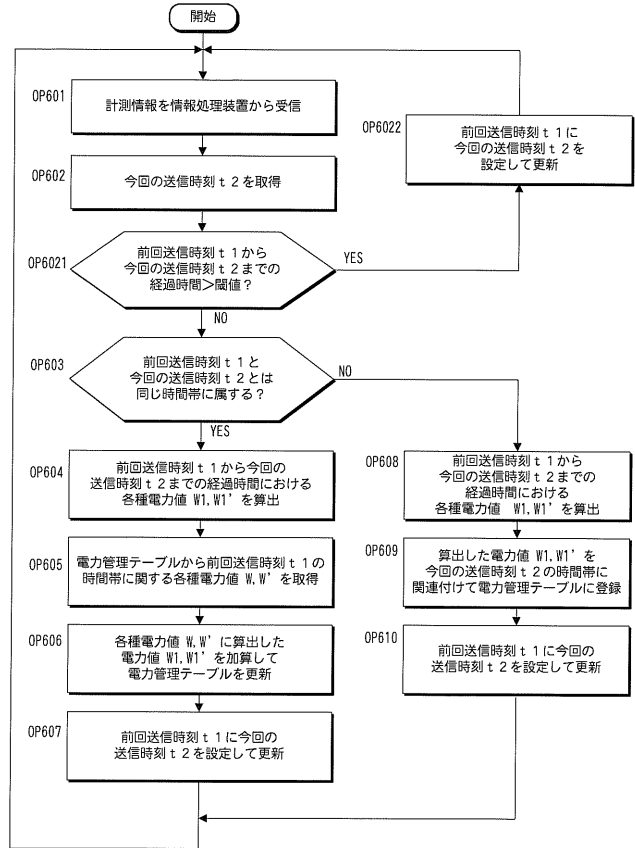 開始
OP601
計測情報を情報処理装置から受信
OP602
今回の送信時刻ｔ２を取得
OP6021
前回送信時刻ｔ１から
今回の送信時刻ｔ２までの
経過時間＞閾値？
YES
NO
OP6022
前回送信時刻ｔ１に
今回の送信時刻ｔ２を
設定して更新
OP603
前回送信時刻ｔ１と
今回の送信時刻ｔ２とは
同じ時間帯に属する？
NO
YES
OP604
前回送信時刻ｔ１から今回の
送信時刻ｔ２までの経過時間における
各種電力値 W1,W1’を算出
OP605
電力管理テーブルから前回送信時刻ｔ１の
時間帯に関する各種電力値 W,W’を取得
OP606
各種電力値 W,W’に算出した
電力値 W1,W1’を加算して
電力管理テーブルを更新
OP607
前回送信時刻ｔ１に今回の
送信時刻ｔ２を設定して更新
OP608
前回送信時刻ｔ１から
今回の送信時刻ｔ２までの
経過時間における
各種電力値 W1,W1’を算出
OP609
算出した電力値 W1,W1’を
今回の送信時刻ｔ２の時間帯に
関連付けて電力管理テーブルに登録
OP610
前回送信時刻ｔ１に今回の
送信時刻ｔ２を設定して更新